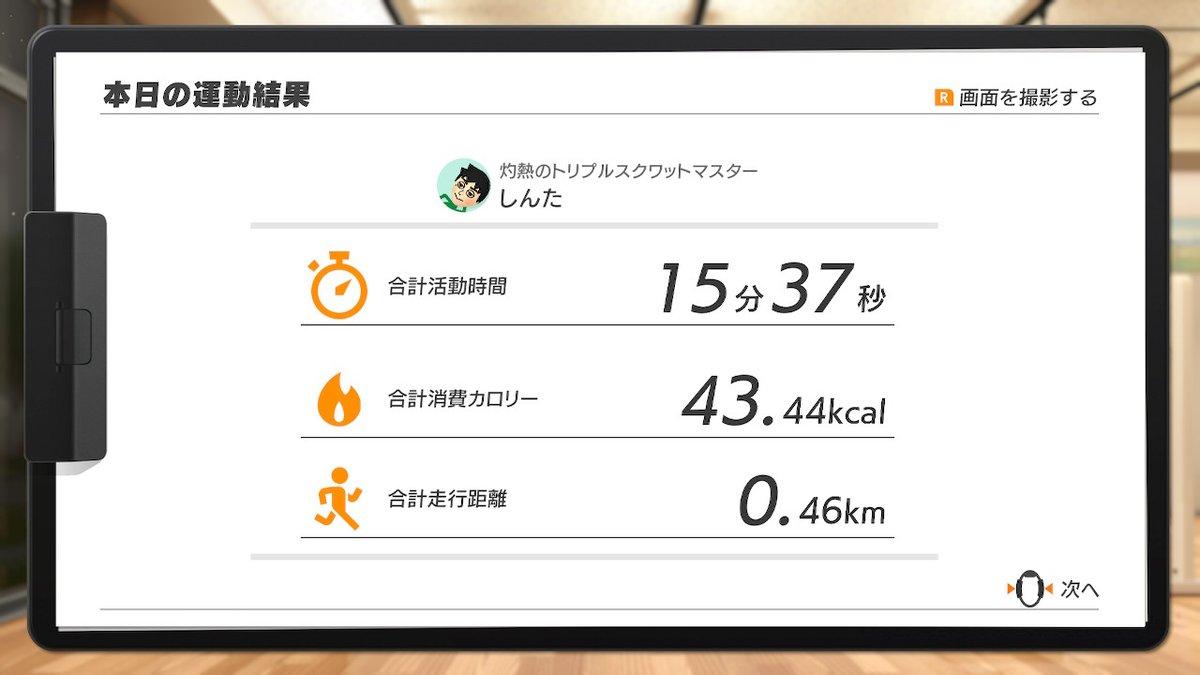 本日の運動結果
R 画面を撮影する
灼熱のトリプルスクワットマスター
しんた
合計活動時間 15分37秒
合計消費カロリー 43.44kcal
合計走行距離 0.46km
次へ